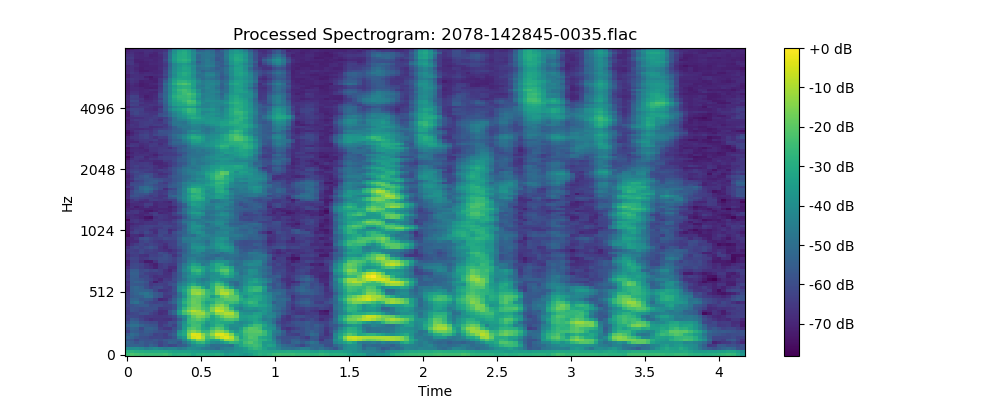 Processed Spectrogram: 2078-142845-0035.flac
+0 dB
-10 dB
-20 dB
-30 dB
-40 dB
-50 dB
-60 dB
-70 dB
4096
2048
1024
512
0
Hz
0 0.5 1 1.5 2 2.5 3 3.5 4
Time